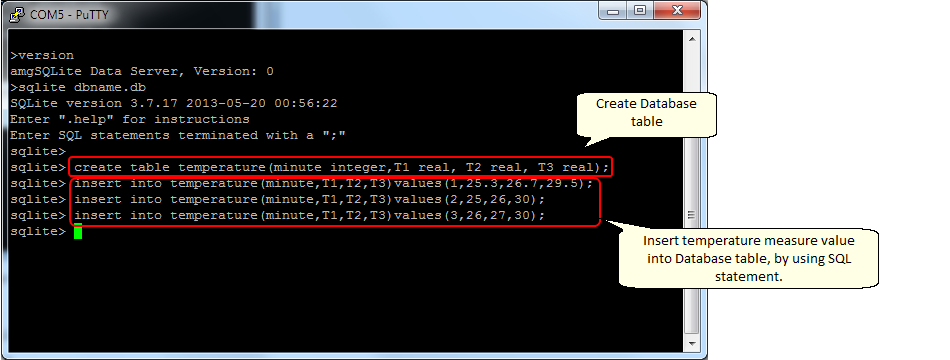 COM5 - PuTTY
>version
amgSQLite Data Server, Version: 0
>sqlite dbname.db
SQLite version 3.7.17 2013-05-20 00:56:22
Enter ".help" for instructions
Enter SQL statements terminated with a ";"
sqlite>
sqlite> create table temperature(minute integer,T1 real, T2 real, T3 real);
sqlite> insert into temperature(minute,T1,T2,T3)values(1,25.3,26.7,29.5);
sqlite> insert into temperature(minute,T1,T2,T3)values(2,25,26,30);
sqlite> insert into temperature(minute,T1,T2,T3)values(3,26,27,30);
sqlite>
Create Database
table
Insert temperature measure value
into Database table, by using SQL
statement.